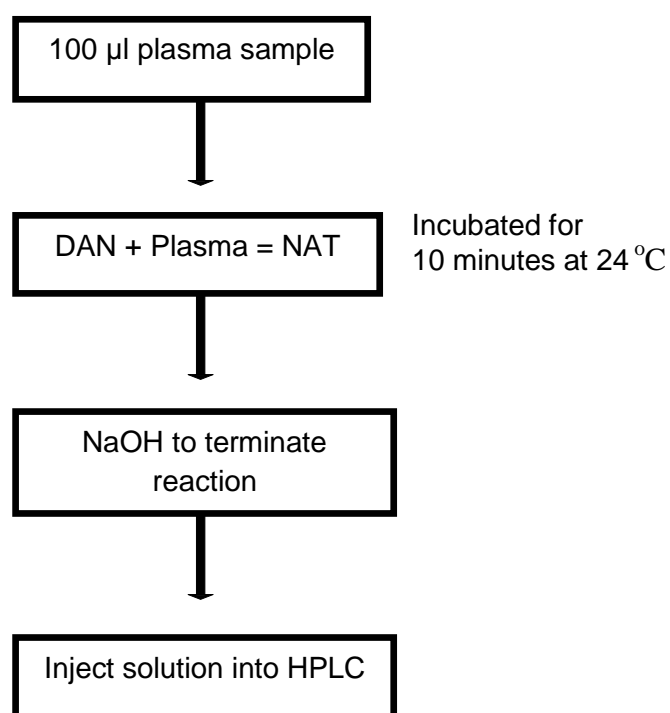 100 µl plasma sample
DAN + Plasma = NAT
Incubated for
10 minutes at 24 °C
NaOH to terminate
reaction
Inject solution into HPLC